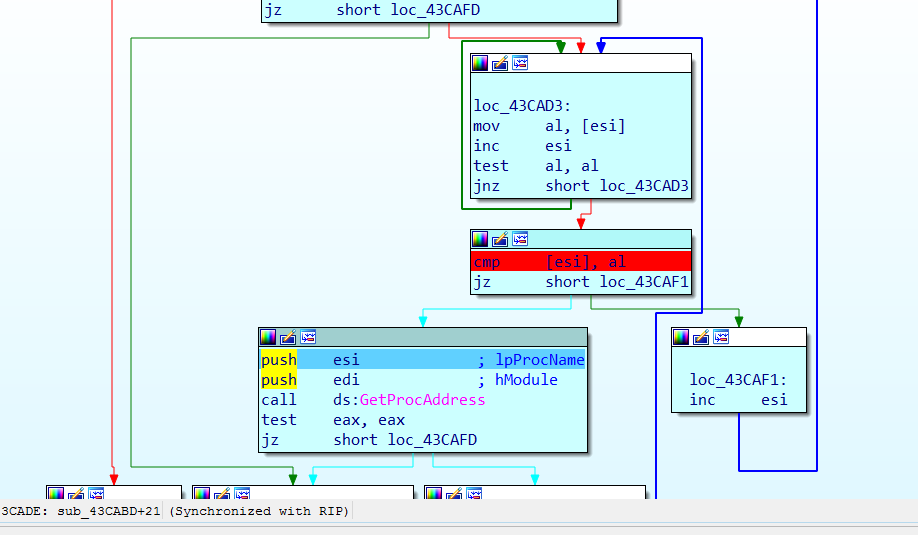 jz short loc_43CAFD
loc_43CAD3:
mov al, [esi]
inc esi
test al, al
jnz short loc_43CAD3
cmp [esi], al
jz short loc_43CAF1
push esi ; lpProcName
push edi ; hModule
call ds:GetProcAddress
test eax, eax
jz short loc_43CAFD
loc_43CAF1:
inc esi
3CADE: sub_43CABD+21 (Synchronized with RIP)